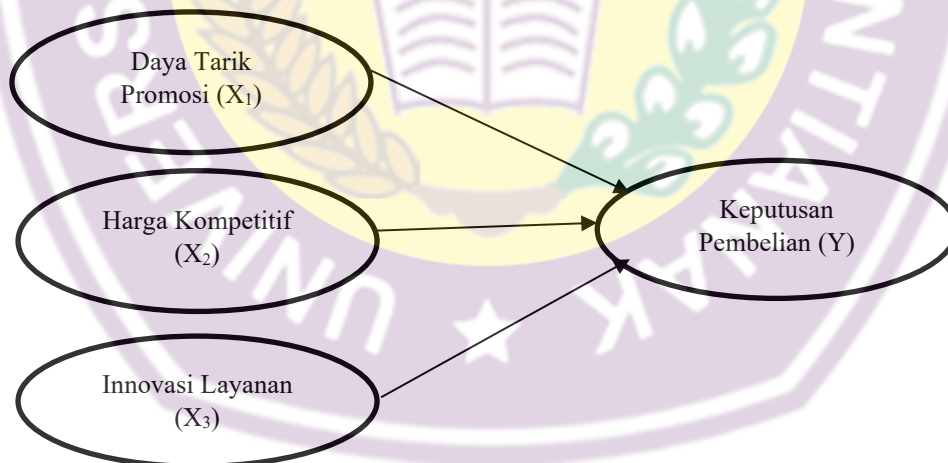 Daya Tarik
Promosi (X₁)
Harga Kompetitif
(X₂)
Keputusan
Pembelian (Y)
Innovasi Layanan
(X₃)